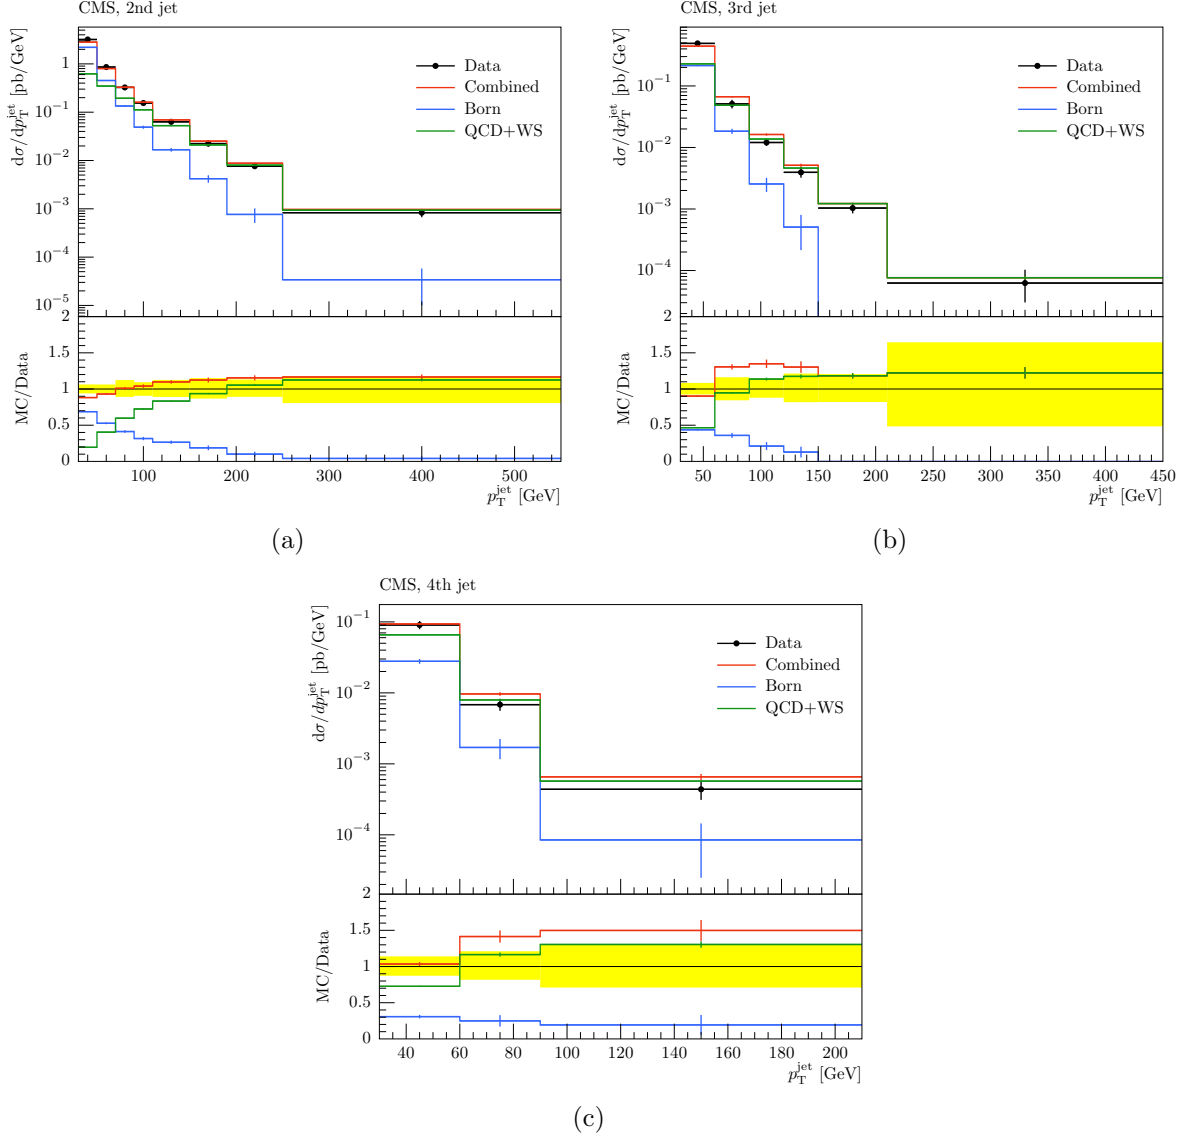 CMS, 2nd jet
dσ/dp_T^jet [pb/GeV]
1
10^−1
10^−2
10^−3
10^−4
10^−5
Data
Combined
Born
QCD+WS
MC/Data
2
1.5
1
0.5
0
100 200 300 400 500
p_T^jet [GeV]
(a)
CMS, 3rd jet
dσ/dp_T^jet [pb/GeV]
10^−1
10^−2
10^−3
10^−4
Data
Combined
Born
QCD+WS
MC/Data
2
1.5
1
0.5
0
50 100 150 200 250 300 350 400 450
p_T^jet [GeV]
(b)
CMS, 4th jet
dσ/dp_T^jet [pb/GeV]
10^−1
10^−2
10^−3
10^−4
Data
Combined
Born
QCD+WS
MC/Data
2
1.5
1
0.5
0
40 60 80 100 120 140 160 180 200
p_T^jet [GeV]
(c)